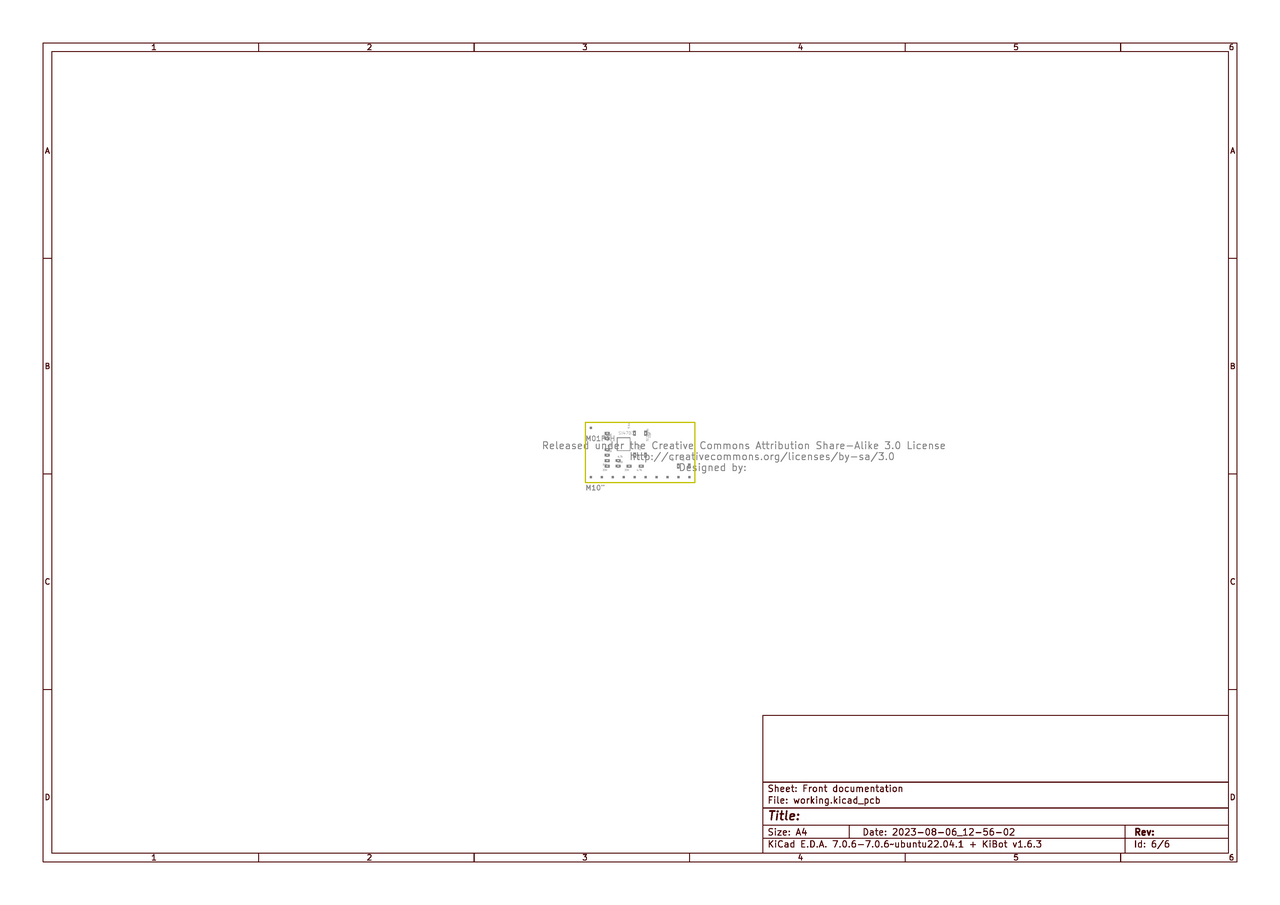 1 2 3 4 5 6
A A
B B
M01
Released under the Creative Commons Attribution Share-Alike 3.0 License
http://creativecommons.org/licenses/by-sa/3.0
Designed by:
M10
C C
Sheet: Front documentation
File: working.kicad_pcb
D D
Title:
Size: A4 Date: 2023-08-06_12-56-02 Rev:
KiCad E.D.A. 7.0.6-7.0.6~ubuntu22.04.1 + KiBot v1.6.3 Id: 6/6
1 2 3 4 5 6